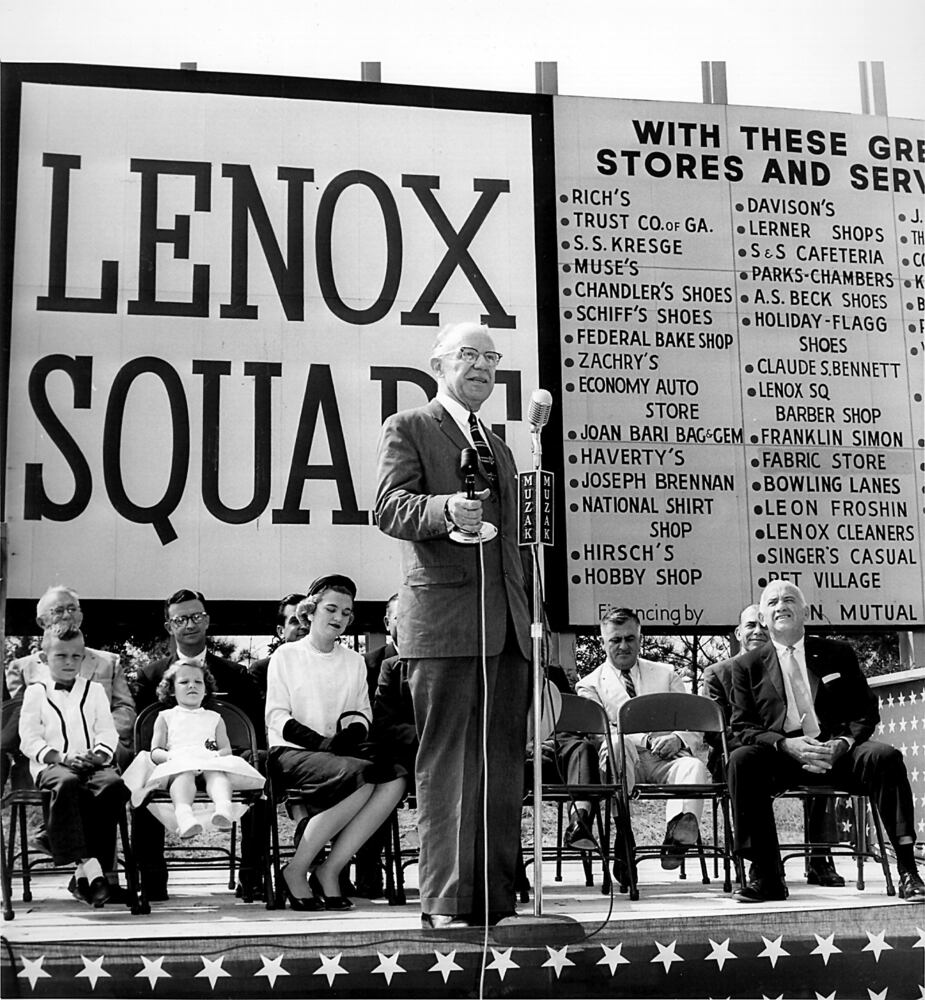 LENOX
SQUARE
WITH THESE GRE
STORES AND SERV
RICH'S
TRUST CO. OF GA.
S.S. KRESGE
MUSE'S
CHANDLER'S SHOES
SCHIFF'S SHOES
FEDERAL BAKE SHOP
ZACHRY'S
ECONOMY AUTO
STORE
JOAN BARI BAG & GEM
HAVERTY'S
JOSEPH BRENNAN
NATIONAL SHIRT
SHOP
HIRSCH'S
HOBBY SHOP
DAVISON'S
LERNER SHOPS
S & S CAFETERIA
PARKS-CHAMBERS
A.S. BECK SHOES
HOLIDAY-FLAGG
SHOES
CLAUDE S. BENNETT
LENOX SQ
BARBER SHOP
FRANKLIN SIMON
FABRIC STORE
BOWLING LANES
LEON FROSHIN
LENOX CLEANERS
SINGER'S CASUAL
PET VILLAGE
J.
TH
CO
K
B
Financing by
MUTUAL
MUZAK
MUZAK